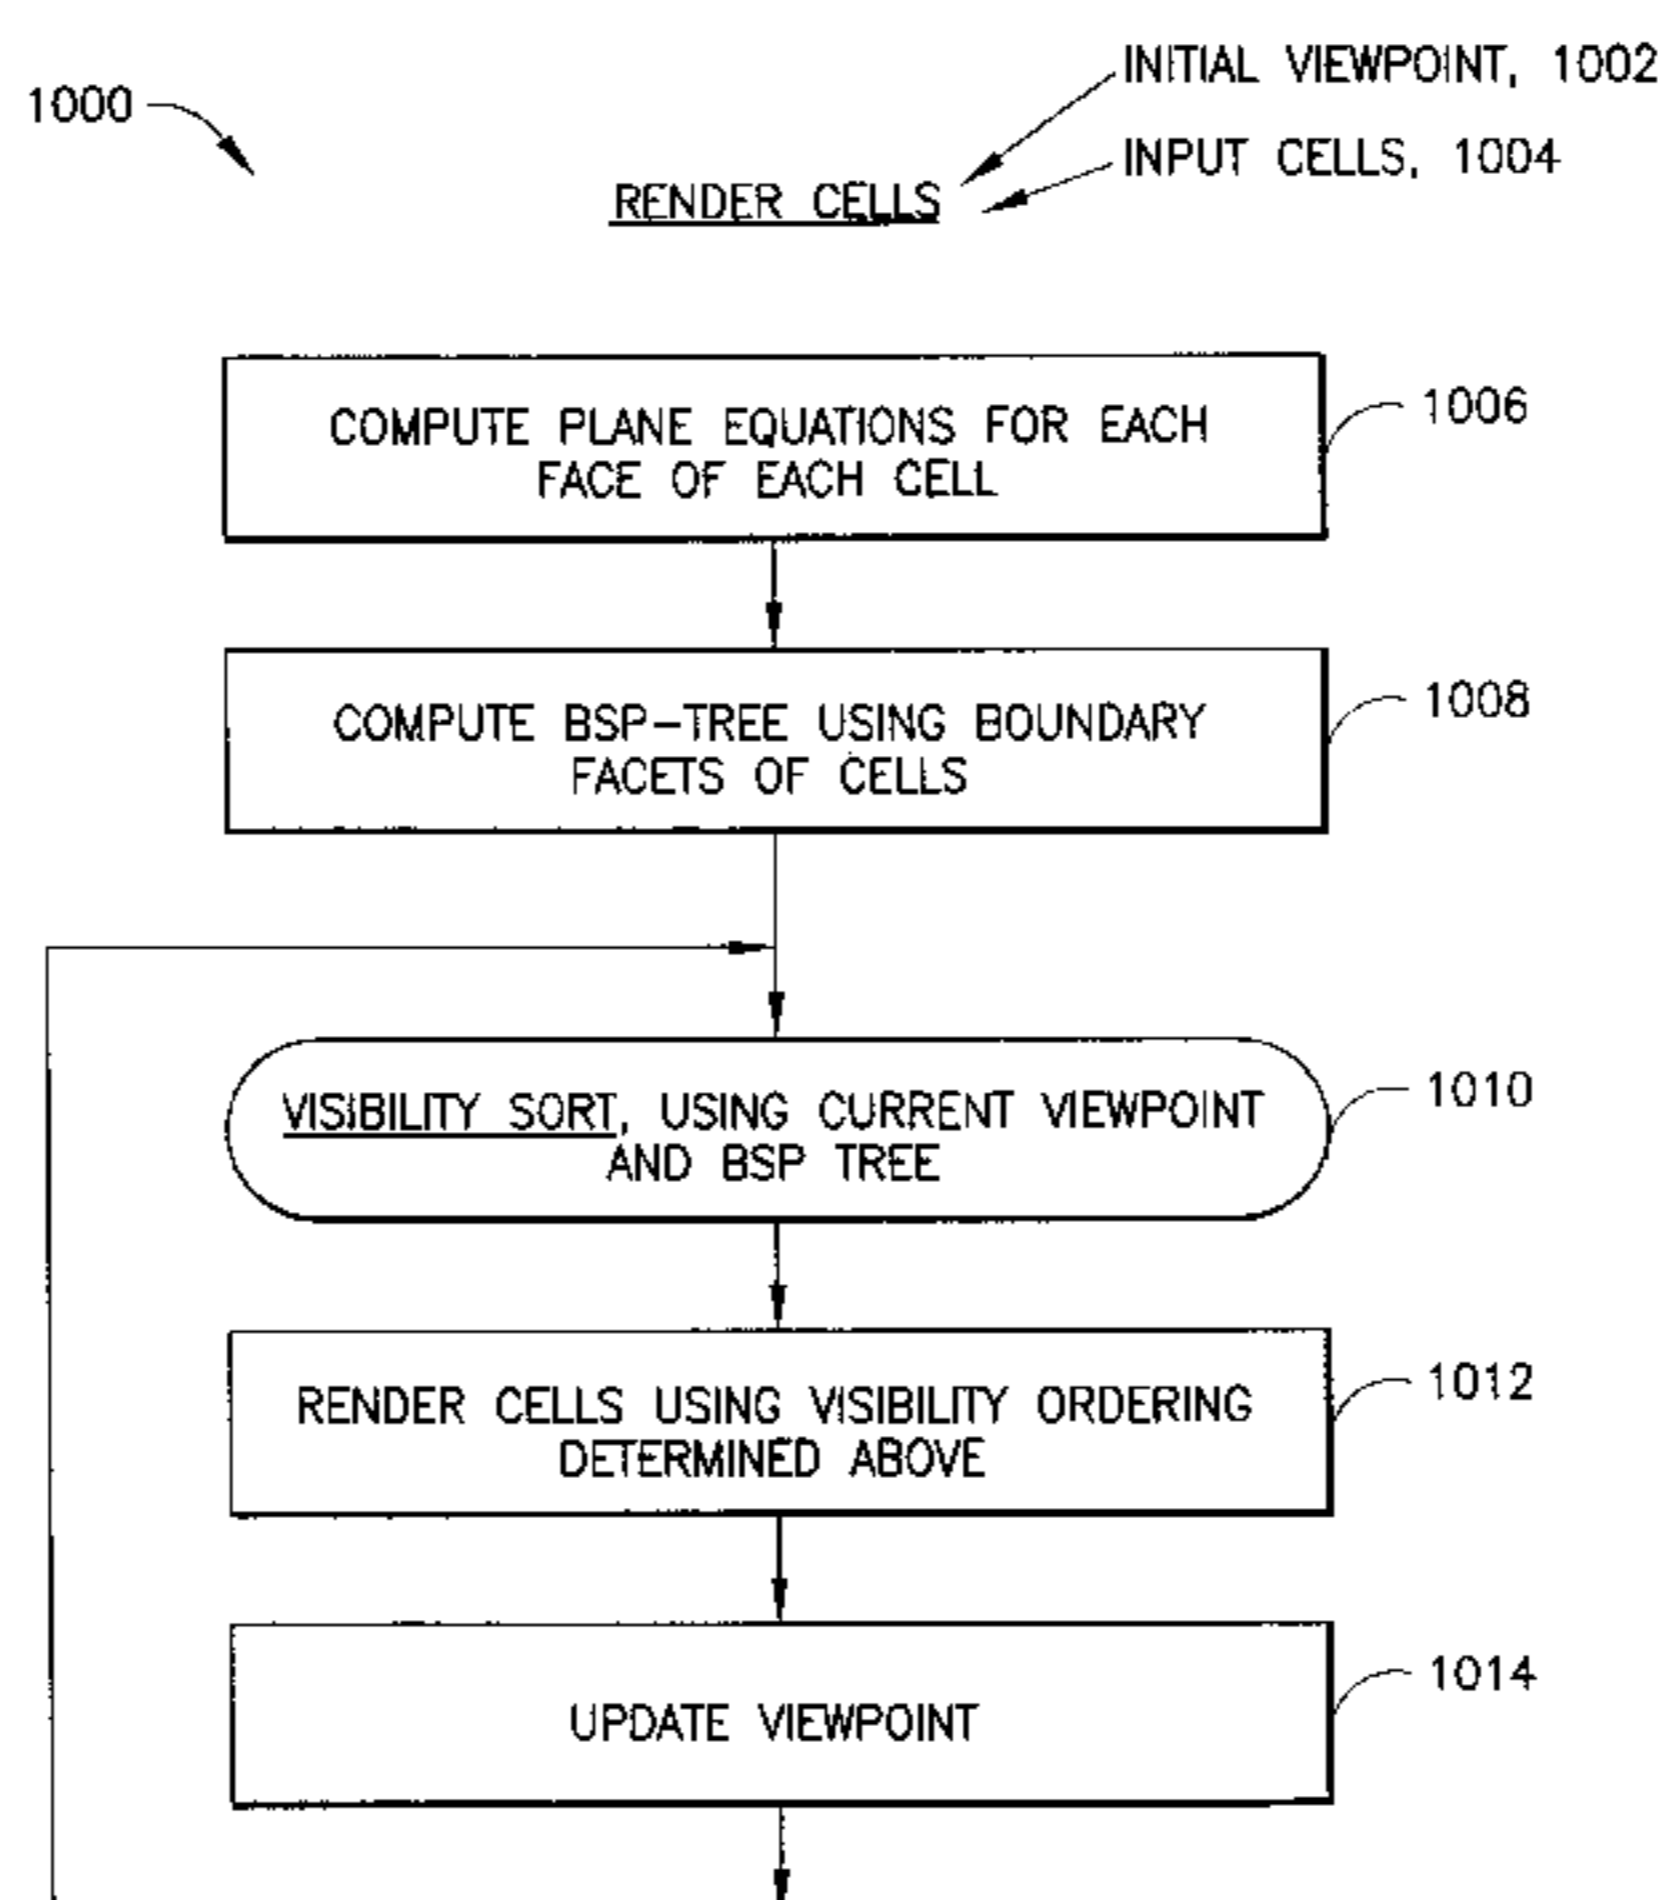 INITIAL VIEWPOINT, 1002
1000
INPUT CELLS, 1004
RENDER CELLS
COMPUTE PLANE EQUATIONS FOR EACH
FACE OF EACH CELL
1006
COMPUTE BSP-TREE USING BOUNDARY
FACETS OF CELLS
1008
VISIBILITY SORT, USING CURRENT VIEWPOINT
AND BSP TREE
1010
RENDER CELLS USING VISIBILITY ORDERING
DETERMINED ABOVE
1012
UPDATE VIEWPOINT
1014